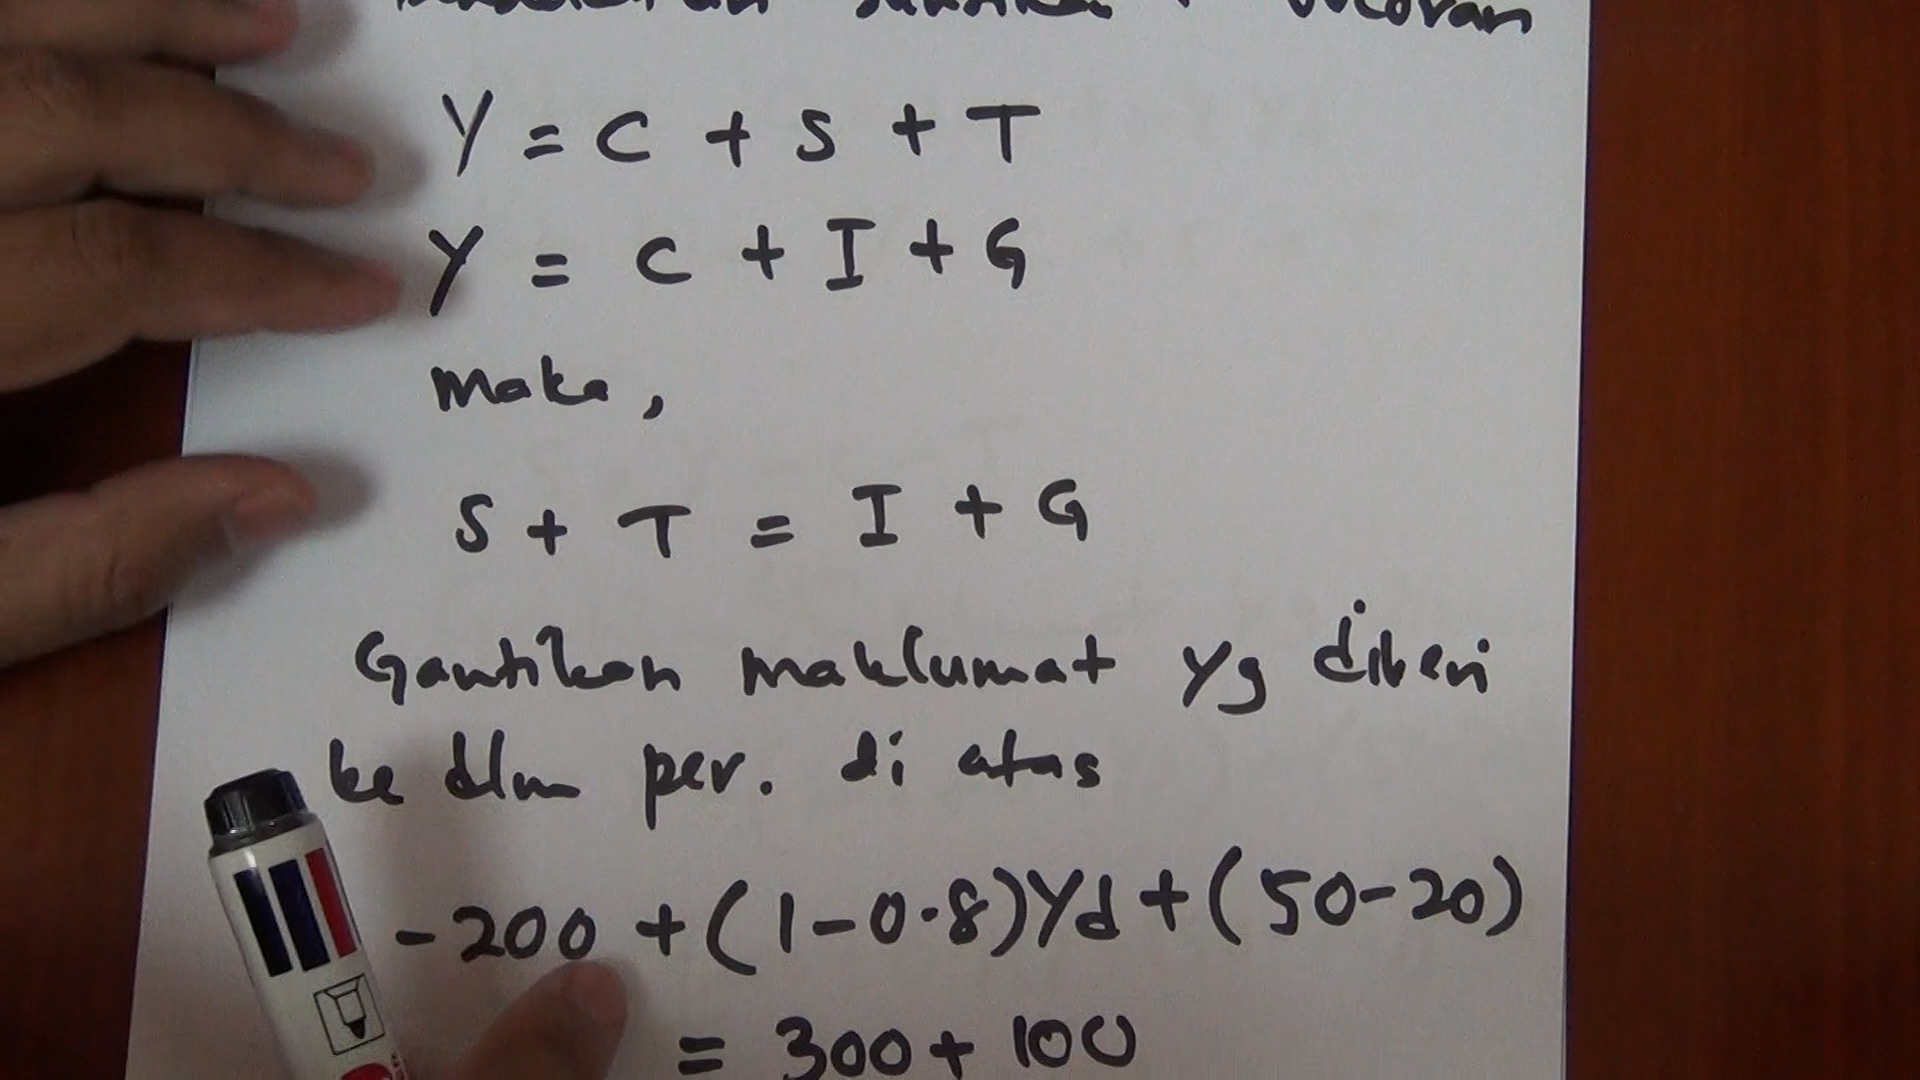 Y = C + S + T
Y = C + I + G
Maka,
S + T = I + G
Gantikan maklumat yg diberi
ke dlm per. di atas
-200 + (1-0.8)Yd + (50-20)
= 300 + 100